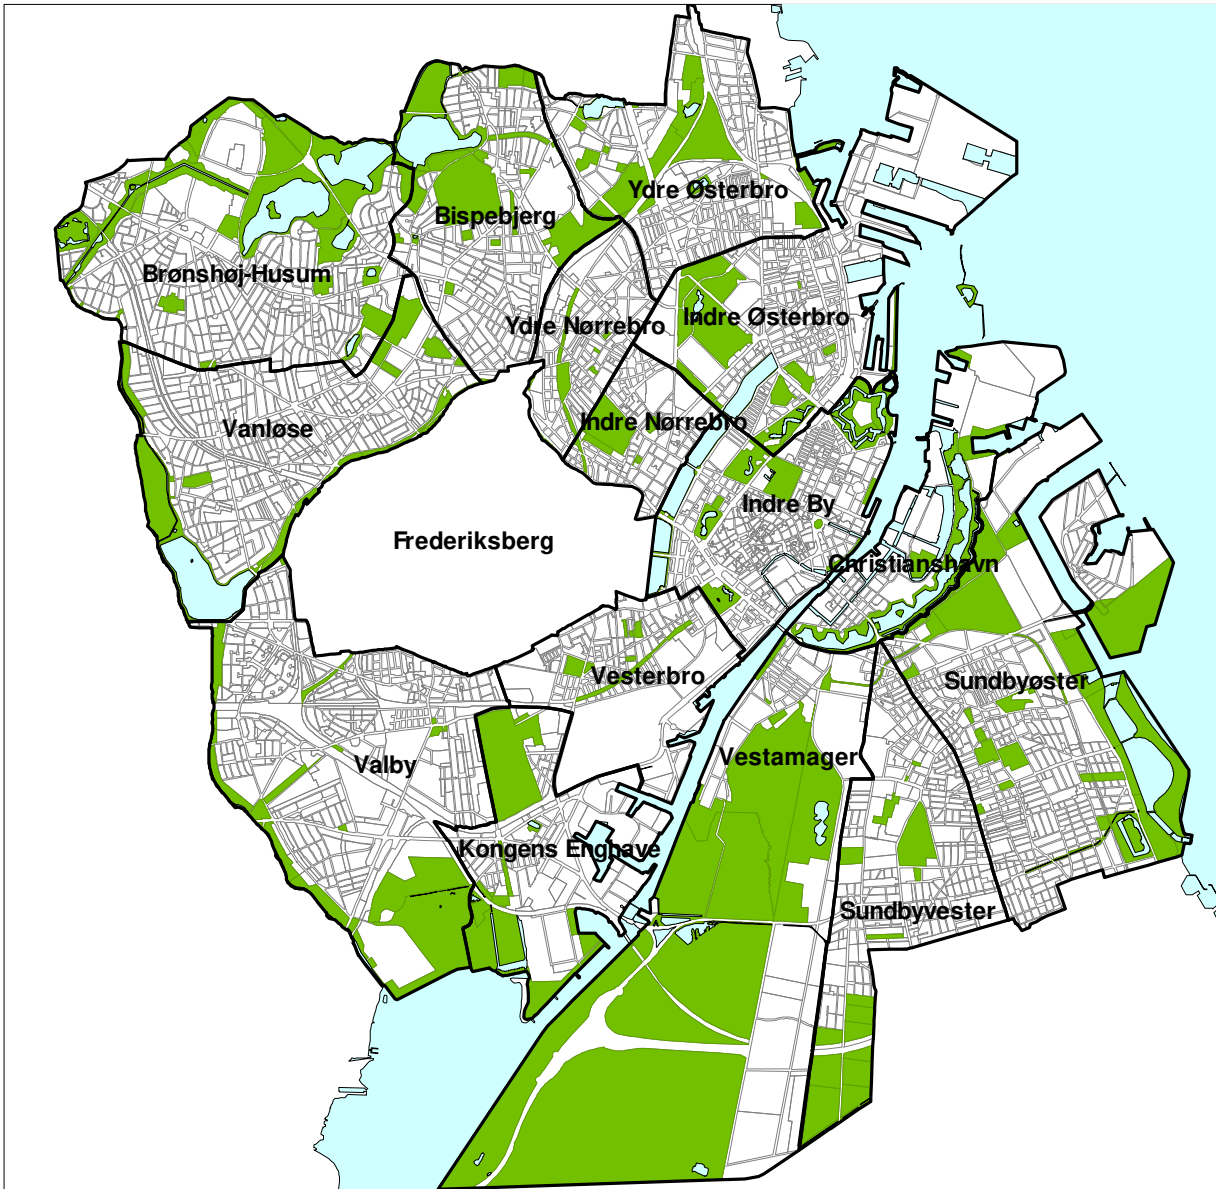 Ydre Østerbro
Bispebjerg
Brønshøj-Husum
Indre Østerbro
Ydre Nørrebro
Indre Nørrebro
Vanløse
Indre By
Frederiksberg
Christianshavn
Vesterbro
Sundbyøster
Vestamager
Valby
Kongens Enghave
Sundbyvester